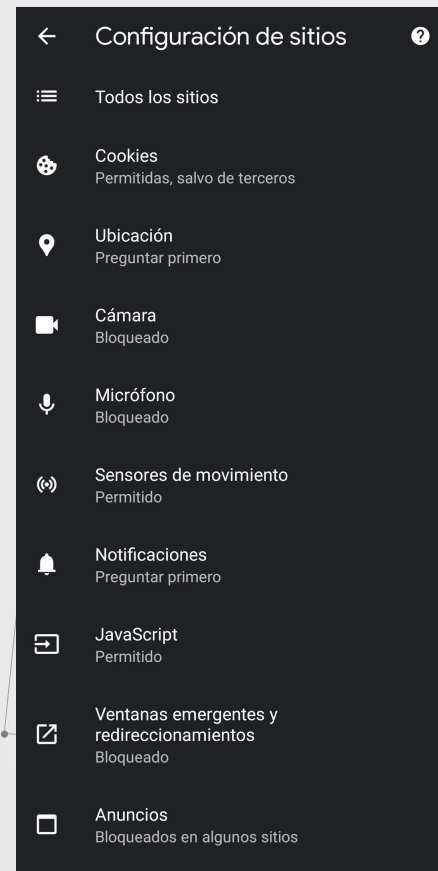 Configuración de sitios
Todos los sitios
Cookies
Permitidas, salvo de terceros
Ubicación
Preguntar primero
Cámara
Bloqueado
Micrófono
Bloqueado
Sensores de movimiento
Permitido
Notificaciones
Preguntar primero
JavaScript
Permitido
Ventanas emergentes y
redireccionamientos
Bloqueado
Anuncios
Bloqueados en algunos sitios